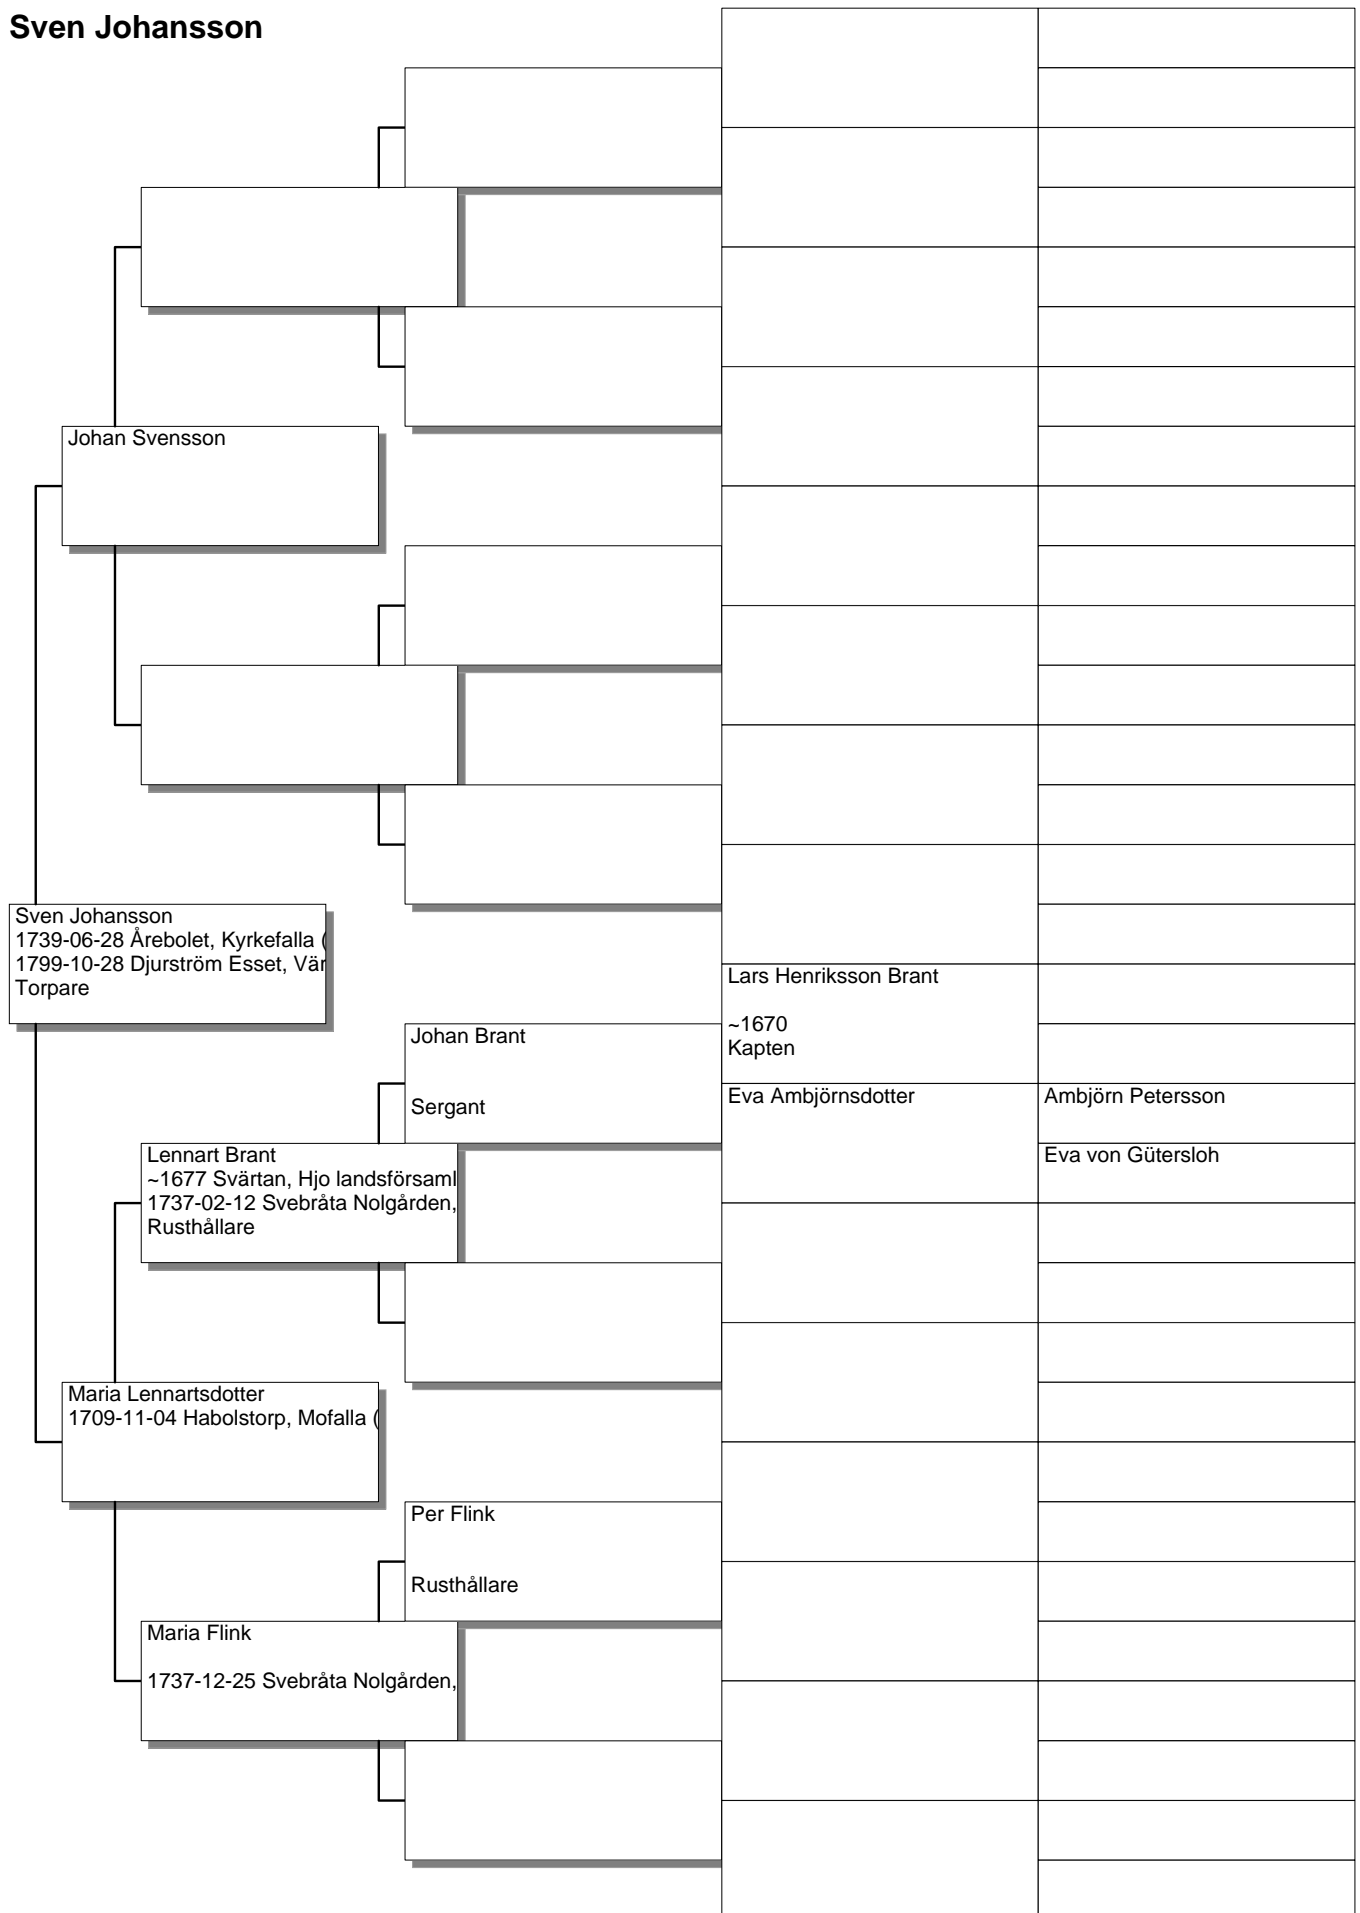 Sven Johansson
Johan Svensson
Sven Johansson
1739-06-28 Årebolet, Kyrkefalla (
1799-10-28 Djurström Esset, Vär
Torpare
Lars Henriksson Brant
~1670
Kapten
Johan Brant
Sergant
Eva Ambjörnsdotter
Ambjörn Petersson
Eva von Gütersloh
Lennart Brant
~1677 Svärtan, Hjo landsförsaml
1737-02-12 Svebråta Nolgården,
Rusthållare
Maria Lennartsdotter
1709-11-04 Habolstorp, Mofalla (
Per Flink
Rusthållare
Maria Flink
1737-12-25 Svebråta Nolgården,